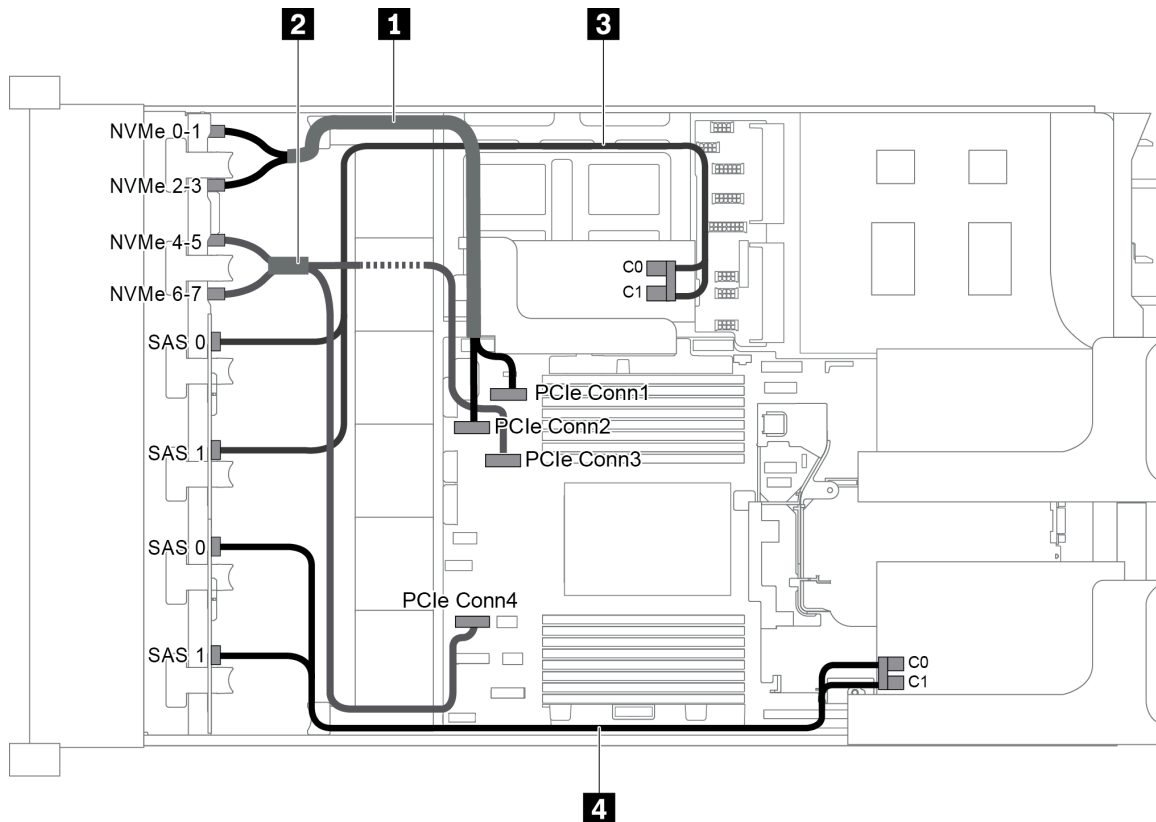 2
1
3
NVMe 0-1
NVMe 2-3
NVMe 4-5
NVMe 6-7
C0
C1
SAS 0
PCIe Conn1
PCIe Conn2
SAS 1
PCIe Conn3
SAS 0
PCIe Conn4
SAS 1
C0
C1
4